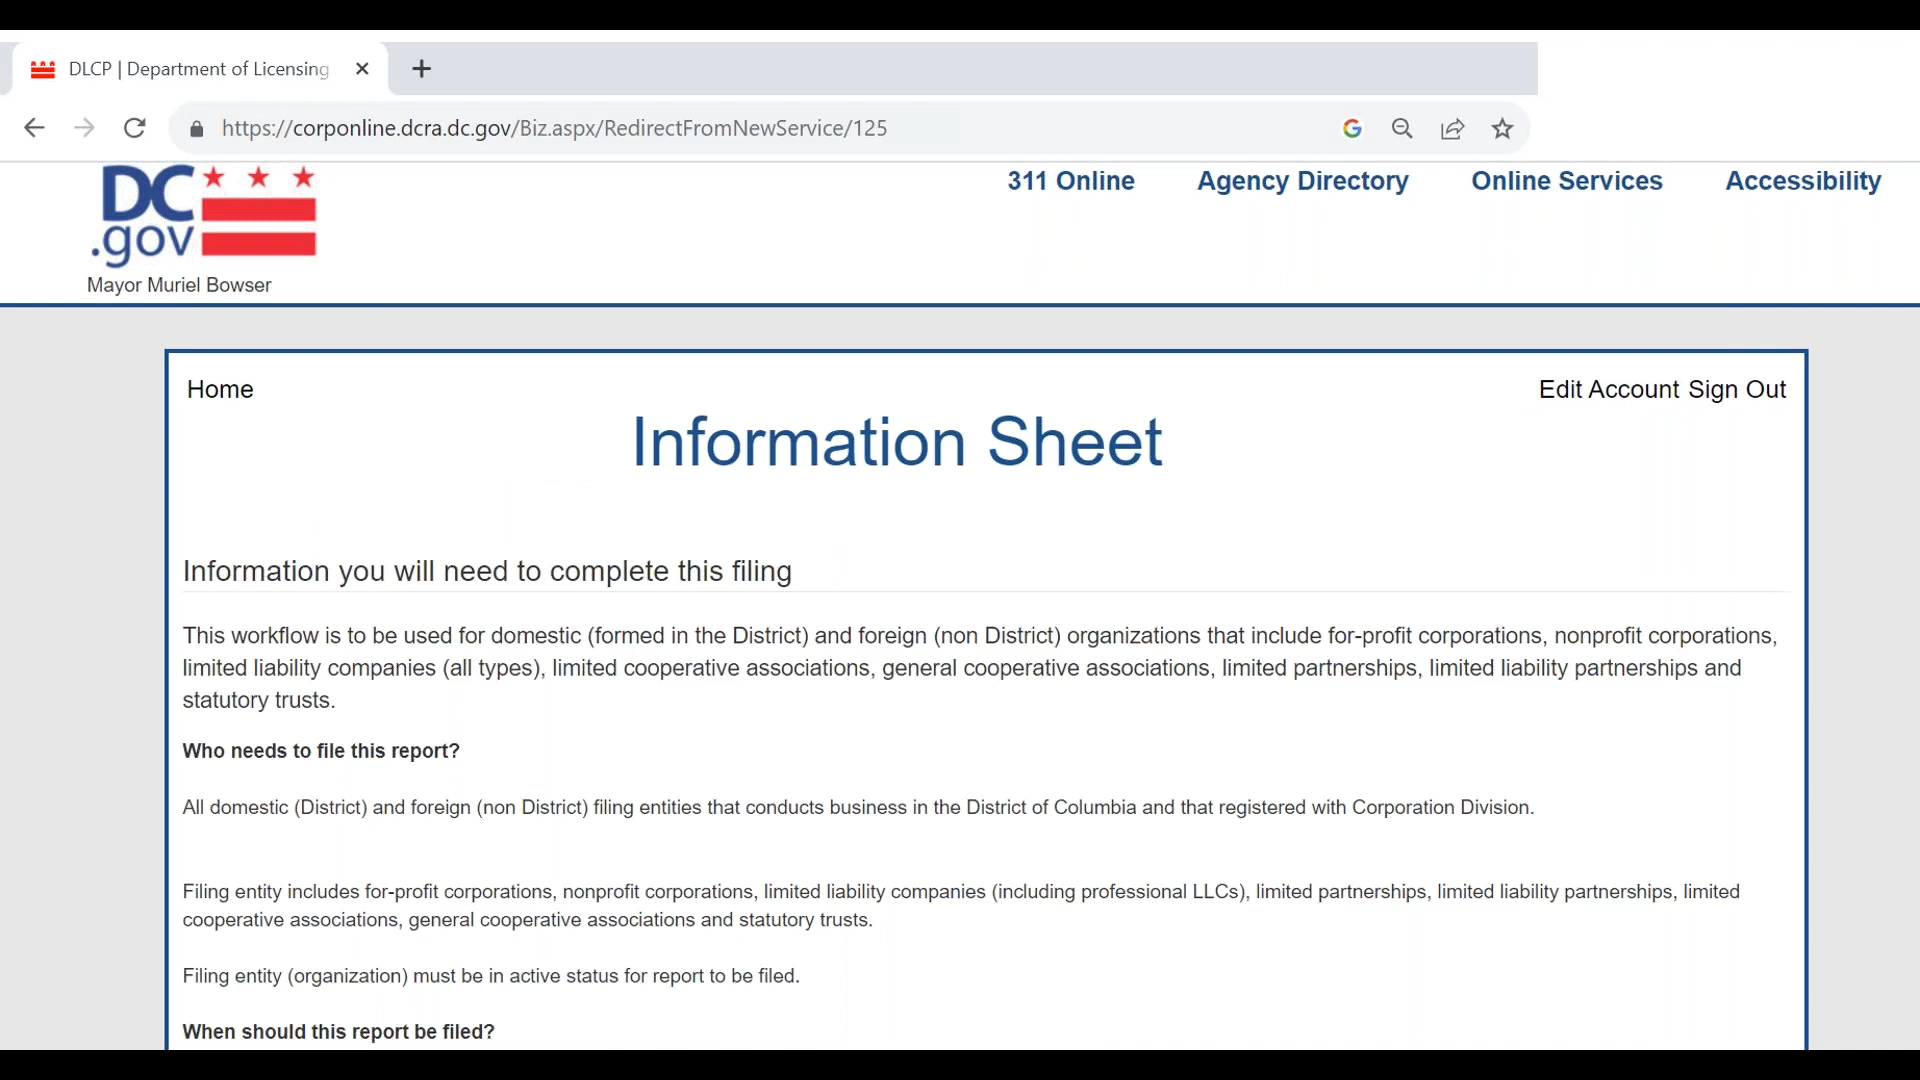 DLCP | Department of Licensing
https://corponline.dcra.dc.gov/Biz.aspx/RedirectFromNewService/125
DC
.gov
Mayor Muriel Bowser
311 Online Agency Directory Online Services Accessibility
Home Edit Account Sign Out
Information Sheet
Information you will need to complete this filing
This workflow is to be used for domestic (formed in the District) and foreign (non District) organizations that include for-profit corporations, nonprofit corporations,
limited liability companies (all types), limited cooperative associations, general cooperative associations, limited partnerships, limited liability partnerships and
statutory trusts.
Who needs to file this report?
All domestic (District) and foreign (non District) filing entities that conducts business in the District of Columbia and that registered with Corporation Division.
Filing entity includes for-profit corporations, nonprofit corporations, limited liability companies (including professional LLCs), limited partnerships, limited liability partnerships, limited
cooperative associations, general cooperative associations and statutory trusts.
Filing entity (organization) must be in active status for report to be filed.
When should this report be filed?